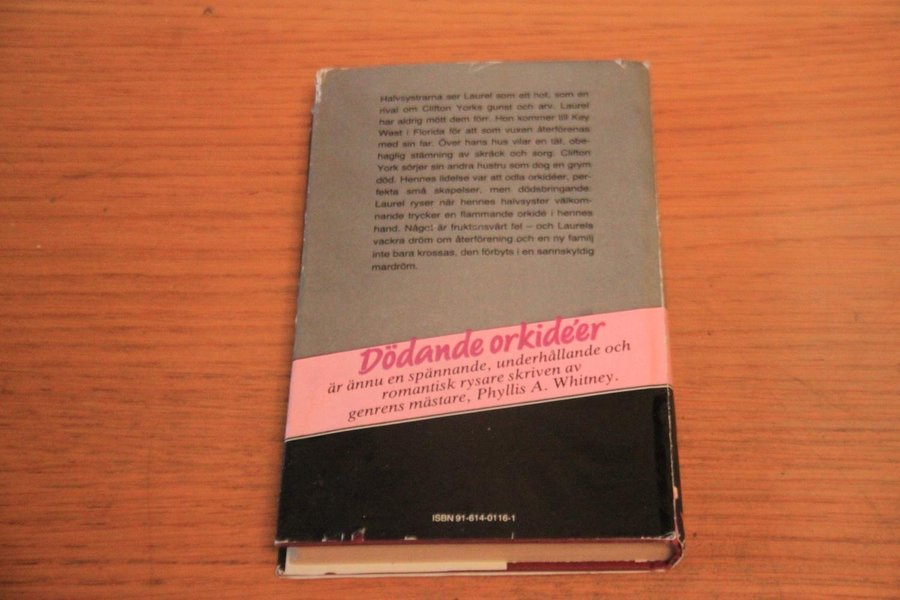 Halvsystrarna ser Laurel som ett hot, som en
rival om Clifton Yorks gunst och arv. Laurel
har aldrig mött dem förr. Hon kommer till Key
West i Florida för att som vuxen återförenas
med sin far. Över hans hus vilar en tät, obe-
haglig stämning av skräck och sorg. Clifton
York sörjer sin andra hustru som dog en grym
död. Hennes lidelse var att odla orkidéer, per-
fekta små skapelser, men dödsbringande.
Laurel ryser när hennes halvsyster välkom-
nande trycker en flammande orkidé i hennes
hand. Något är fruktansvärt fel – och Laurels
vackra dröm om återförening och en ny familj
inte bara krossas, den förbyts i en sannskyldig
mardröm.
Dödande orkidéer
är ännu en spännande, underhållande och
romantisk rysare skriven av
genrens mästare, Phyllis A. Whitney.
ISBN 91-614-0116-1